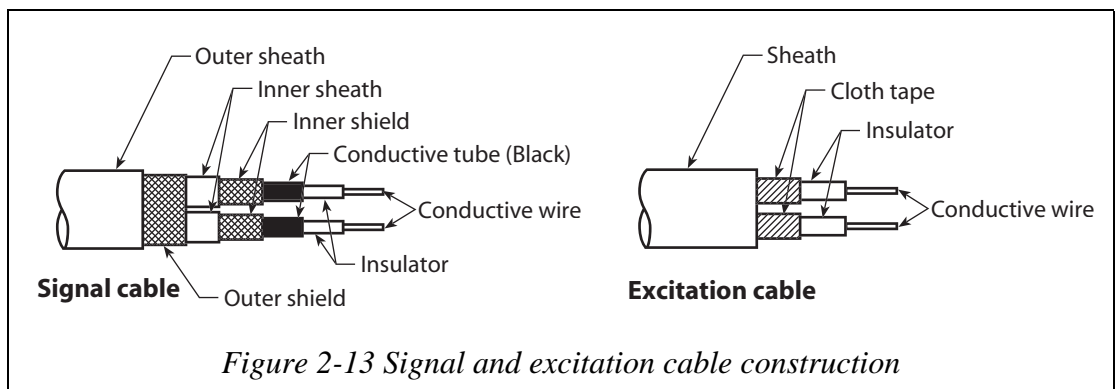 Outer sheath
Inner sheath
Inner shield
Conductive tube (Black)
Conductive wire
Insulator
Signal cable
Outer shield
Sheath
Cloth tape
Insulator
Conductive wire
Excitation cable
Figure 2-13 Signal and excitation cable construction